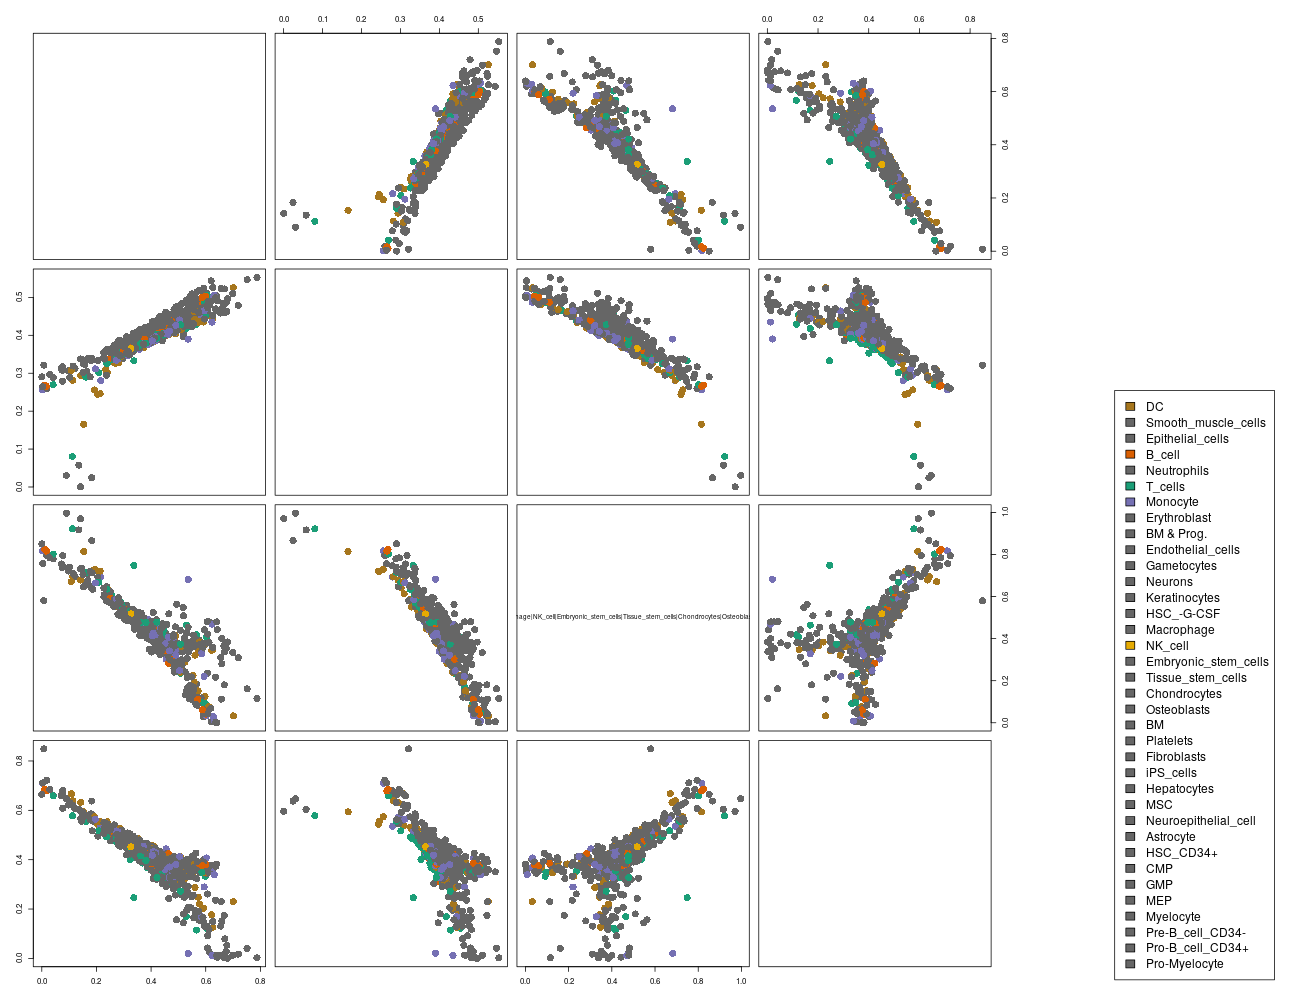 0.0 0.1 0.2 0.3 0.4 0.5
0.0 0.2 0.4 0.6 0.8
0.0 0.2 0.4 0.6 0.8
0.0 0.1 0.2 0.3 0.4 0.5
age|NK_cell|Embryonic_stem_cells|Tissue_stem_cells|Chondrocytes|Osteobla
0.0 0.2 0.4 0.6 0.8 1.0
0.0 0.2 0.4 0.6 0.8
0.0 0.2 0.4 0.6 0.8
0.0 0.2 0.4 0.6 0.8 1.0
DC
Smooth_muscle_cells
Epithelial_cells
B_cell
Neutrophils
T_cells
Monocyte
Erythroblast
BM & Prog.
Endothelial_cells
Gametocytes
Neurons
Keratinocytes
HSC_-G-CSF
Macrophage
NK_cell
Embryonic_stem_cells
Tissue_stem_cells
Chondrocytes
Osteoblasts
BM
Platelets
Fibroblasts
iPS_cells
Hepatocytes
MSC
Neuroepithelial_cell
Astrocyte
HSC_CD34+
CMP
GMP
MEP
Myelocyte
Pre-B_cell_CD34-
Pro-B_cell_CD34+
Pro-Myelocyte